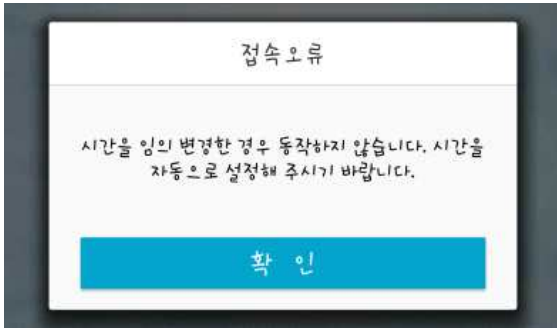 접속오류
시간을 임의 변경한 경우 동작하지 않습니다. 시간을
자동으로 설정해 주시기 바랍니다.
확 인